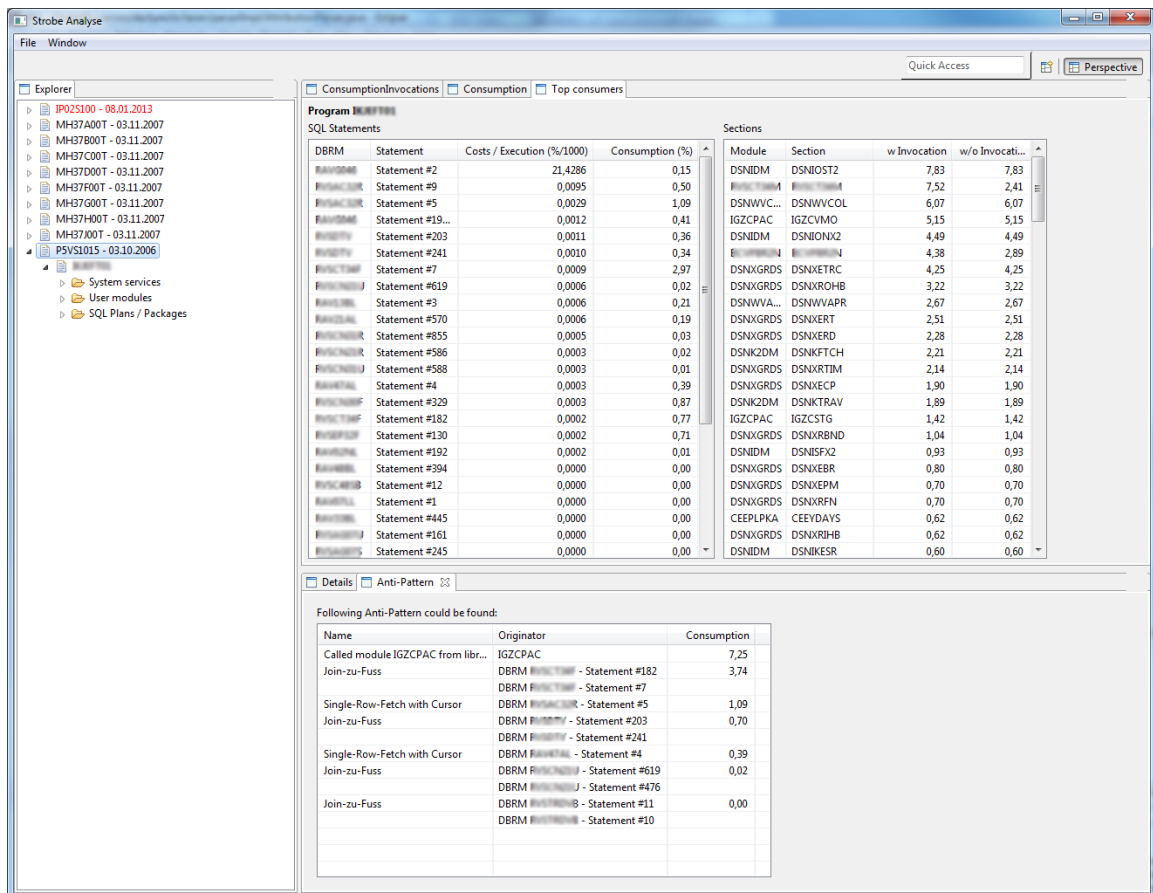 Strobe Analyse
File Window
Quick Access
Perspective
Explorer
IP02S100 - 08.01.2013
MH37A00T - 03.11.2007
MH37B00T - 03.11.2007
MH37C00T - 03.11.2007
MH37D00T - 03.11.2007
MH37F00T - 03.11.2007
MH37G00T - 03.11.2007
MH37H00T - 03.11.2007
MH37J00T - 03.11.2007
P5VS1015 - 03.10.2006
System services
User modules
SQL Plans / Packages
ConsumptionInvocations Consumption Top consumers
Program
SQL Statements
DBRM Statement Costs / Execution (%/1000) Consumption (%)
Statement #2 21,4286 0,15
Statement #9 0.0095 0,50
Statement #5 0.0029 1,09
Statement #19... 0.0012 0,41
Statement #203 0,0011 0,36
Statement #241 0,0010 0,34
Statement #7 0,0009 2,97
Statement #619 0,0006 0,02
Statement #3 0,0006 0,21
Statement #570 0,0006 0,19
Statement #855 0,0005 0,03
Statement #586 0,0003 0,02
Statement #588 0,0003 0,01
Statement #4 0,0003 0,39
Statement #329 0,0003 0,87
Statement #182 0,0002 0,77
Statement #130 0,0002 0,71
Statement #192 0,0002 0,01
Statement #394 0,0000 0,00
Statement #12 0,0000 0,00
Statement #1 0,0000 0,00
Statement #445 0,0000 0,00
Statement #161 0,0000 0,00
Statement #245 0,0000 0,00
Sections
Module Section w Invocation w/o Invocati...
DSNIDM DSNIOST2 7,83 7,83
7,52 2,41
DSNWVC... DSNWVCOL 6,07 6,07
IGZCPAC IGZCVMO 5,15 5,15
DSNIDM DSNIONX2 4,49 4,49
4,38 2,89
DSNXGRDS DSNXETRC 4,25 4,25
DSNXGRDS DSNXROHB 3,22 3,22
DSNWVA... DSNWVAPR 2,67 2,67
DSNXGRDS DSNXERT 2,51 2,51
DSNXGRDS DSNXERD 2,28 2,28
DSNK2DM DSNKFTCH 2,21 2,21
DSNXGRDS DSNXRTIM 2,14 2,14
DSNXGRDS DSNXECP 1,90 1,90
DSNK2DM DSNKTRAV 1,89 1,89
IGZCPAC IGZCSTG 1,42 1,42
DSNXGRDS DSNXRBND 1,04 1,04
DSNIDM DSNISFX2 0,93 0,93
DSNXGRDS DSNXEBR 0,80 0,80
DSNXGRDS DSNXEPM 0,70 0,70
DSNXGRDS DSNXRFN 0,70 0,70
CEEPLPKA CEEYDAYS 0,62 0,62
DSNXGRDS DSNXRIHB 0,62 0,62
DSNIDM DSNIKESR 0,60 0,60
Details Anti-Pattern
Following Anti-Pattern could be found:
Name Originator Consumption
Called module IGZCPAC from libr... IGZCPAC 7,25
Join-zu-Fuss DBRM - Statement #182 3,74
DBRM - Statement #7
Single-Row-Fetch with Cursor DBRM - Statement #5 1,09
Join-zu-Fuss DBRM - Statement #203 0,70
DBRM - Statement #241
Single-Row-Fetch with Cursor DBRM - Statement #4 0,39
Join-zu-Fuss DBRM - Statement #619 0,02
DBRM - Statement #476
Join-zu-Fuss DBRM - Statement #11 0,00
DBRM - Statement #10